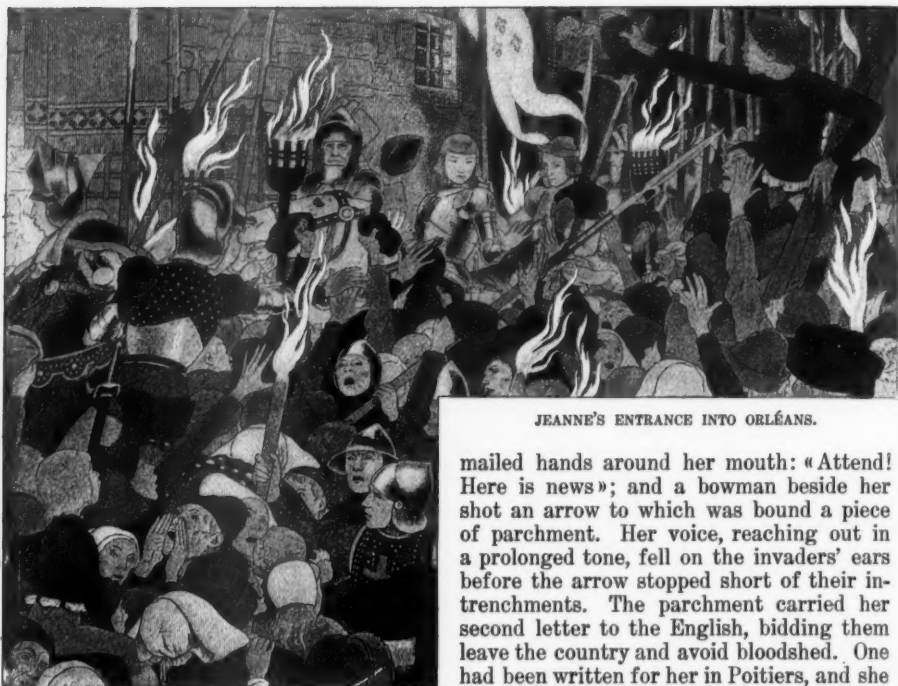 JEANNE'S ENTRANCE INTO ORLÉANS.
mailed hands around her mouth: «Attend!
Here is news»; and a bowman beside her
shot an arrow to which was bound a piece
of parchment. Her voice, reaching out in
a prolonged tone, fell on the invaders' ears
before the arrow stopped short of their in-
trenchments. The parchment carried her
second letter to the English, bidding them
leave the country and avoid bloodshed. One
had been written for her in Poitiers, and she